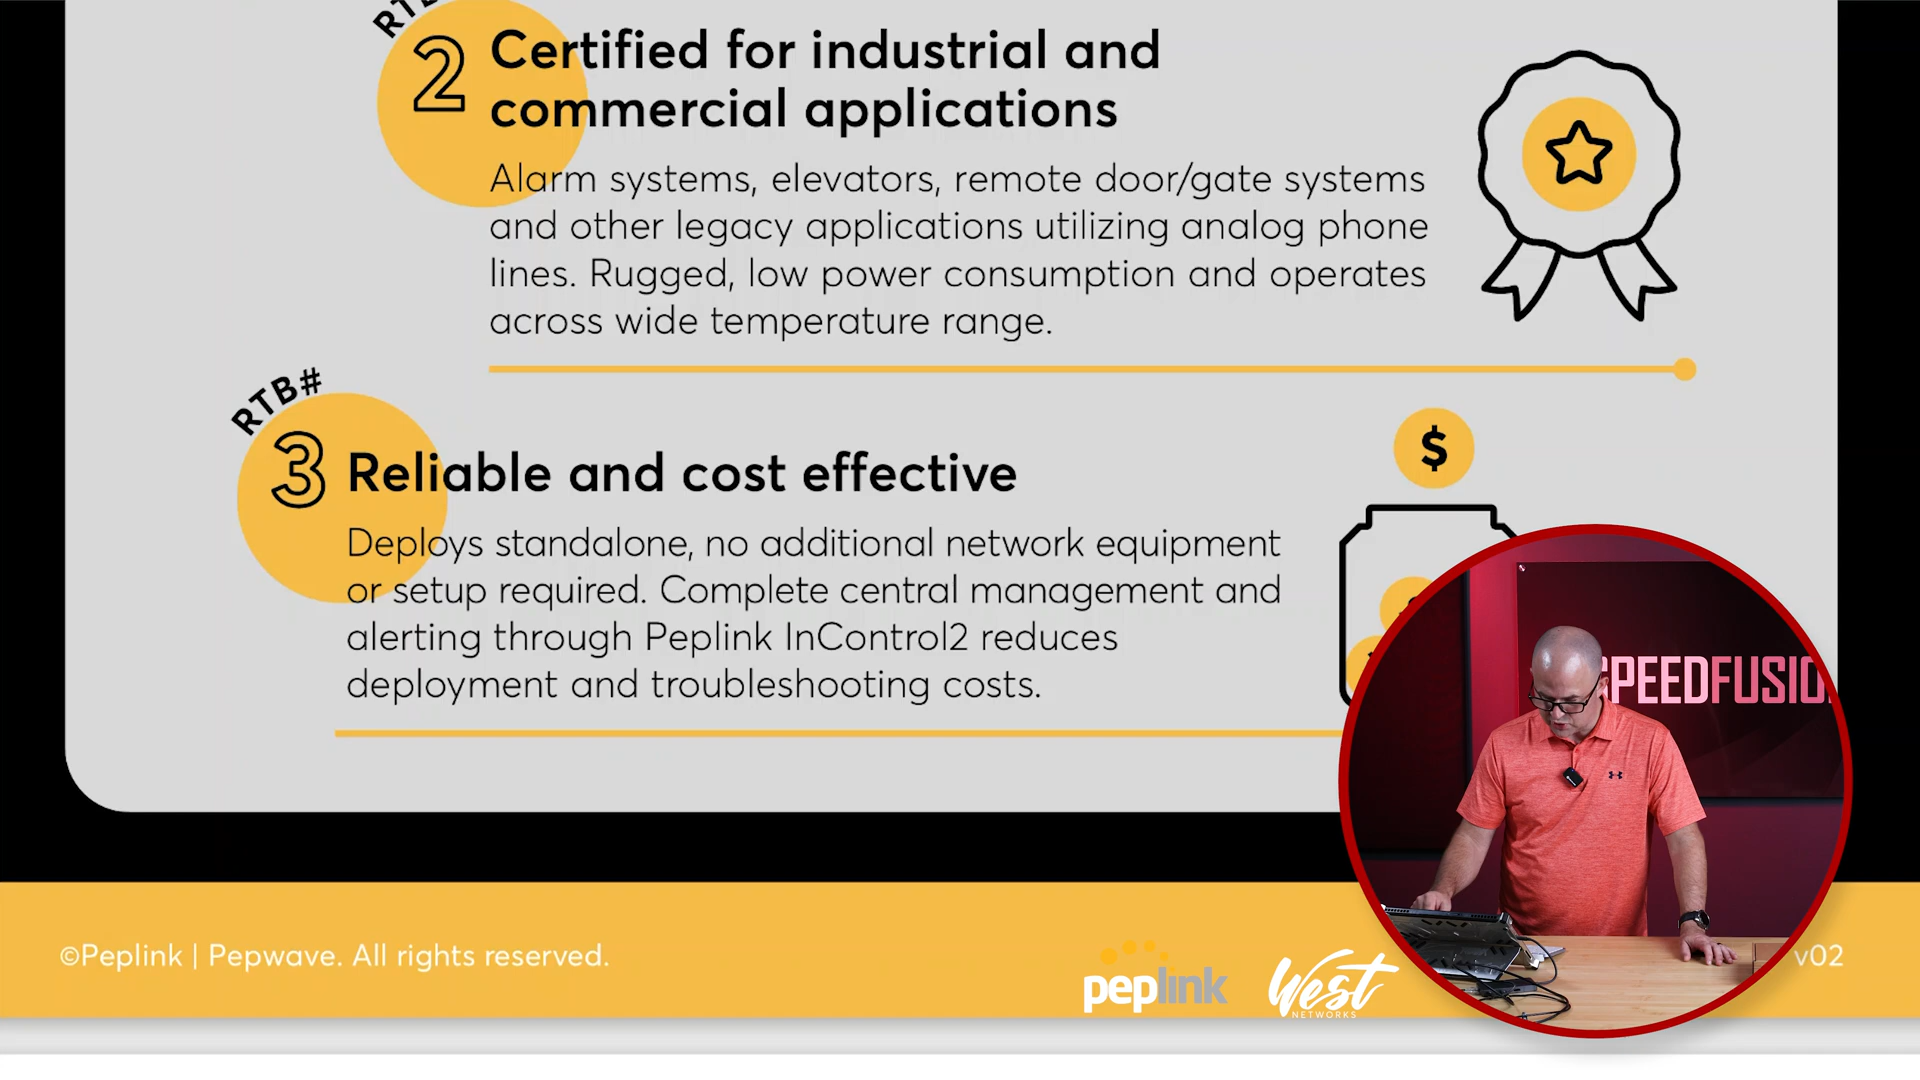 2
Certified for industrial and
commercial applications
Alarm systems, elevators, remote door/gate systems
and other legacy applications utilizing analog phone
lines. Rugged, low power consumption and operates
across wide temperature range.
RTB#
3
Reliable and cost effective
$
Deploys standalone, no additional network equipment
or setup required. Complete central management and
alerting through Peplink InControl2 reduces
deployment and troubleshooting costs.
SPEEDFUSIO
©Peplink | Pepwave. All rights reserved.
peplink
West
NETWORKS
v02